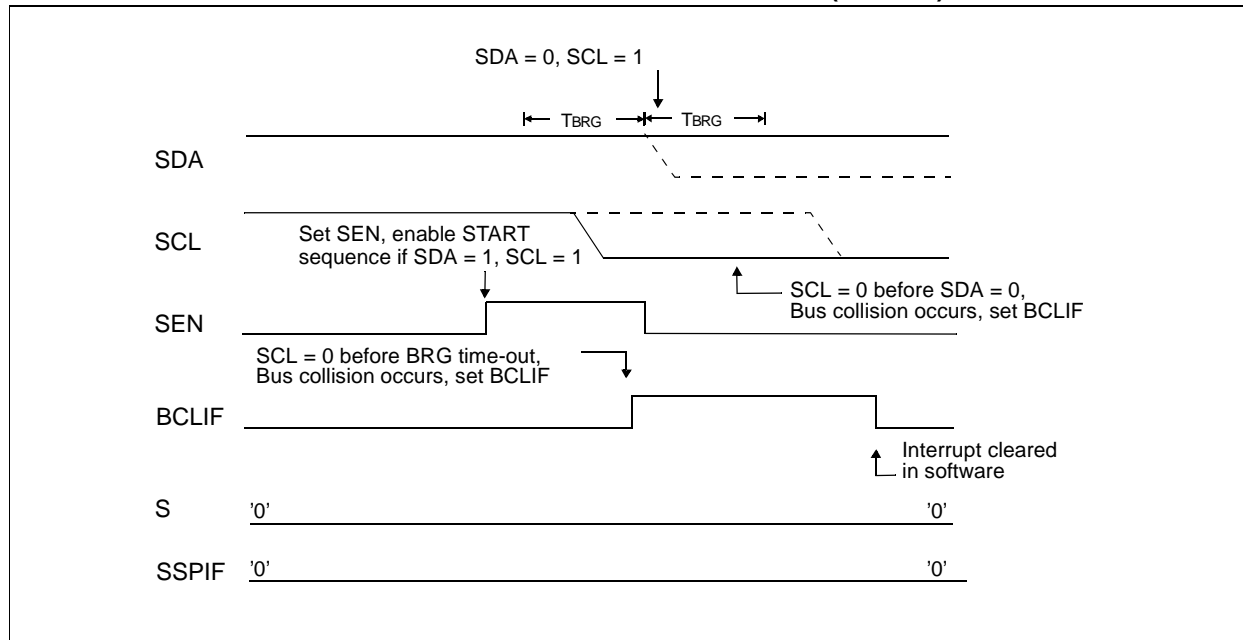 SDA = 0, SCL = 1
TBRG TBRG
SDA
SCL
Set SEN, enable START
sequence if SDA = 1, SCL = 1
SCL = 0 before SDA = 0,
Bus collision occurs, set BCLIF
SEN
SCL = 0 before BRG time-out,
Bus collision occurs, set BCLIF
BCLIF
Interrupt cleared
in software
S '0' '0'
SSPIF '0' '0'